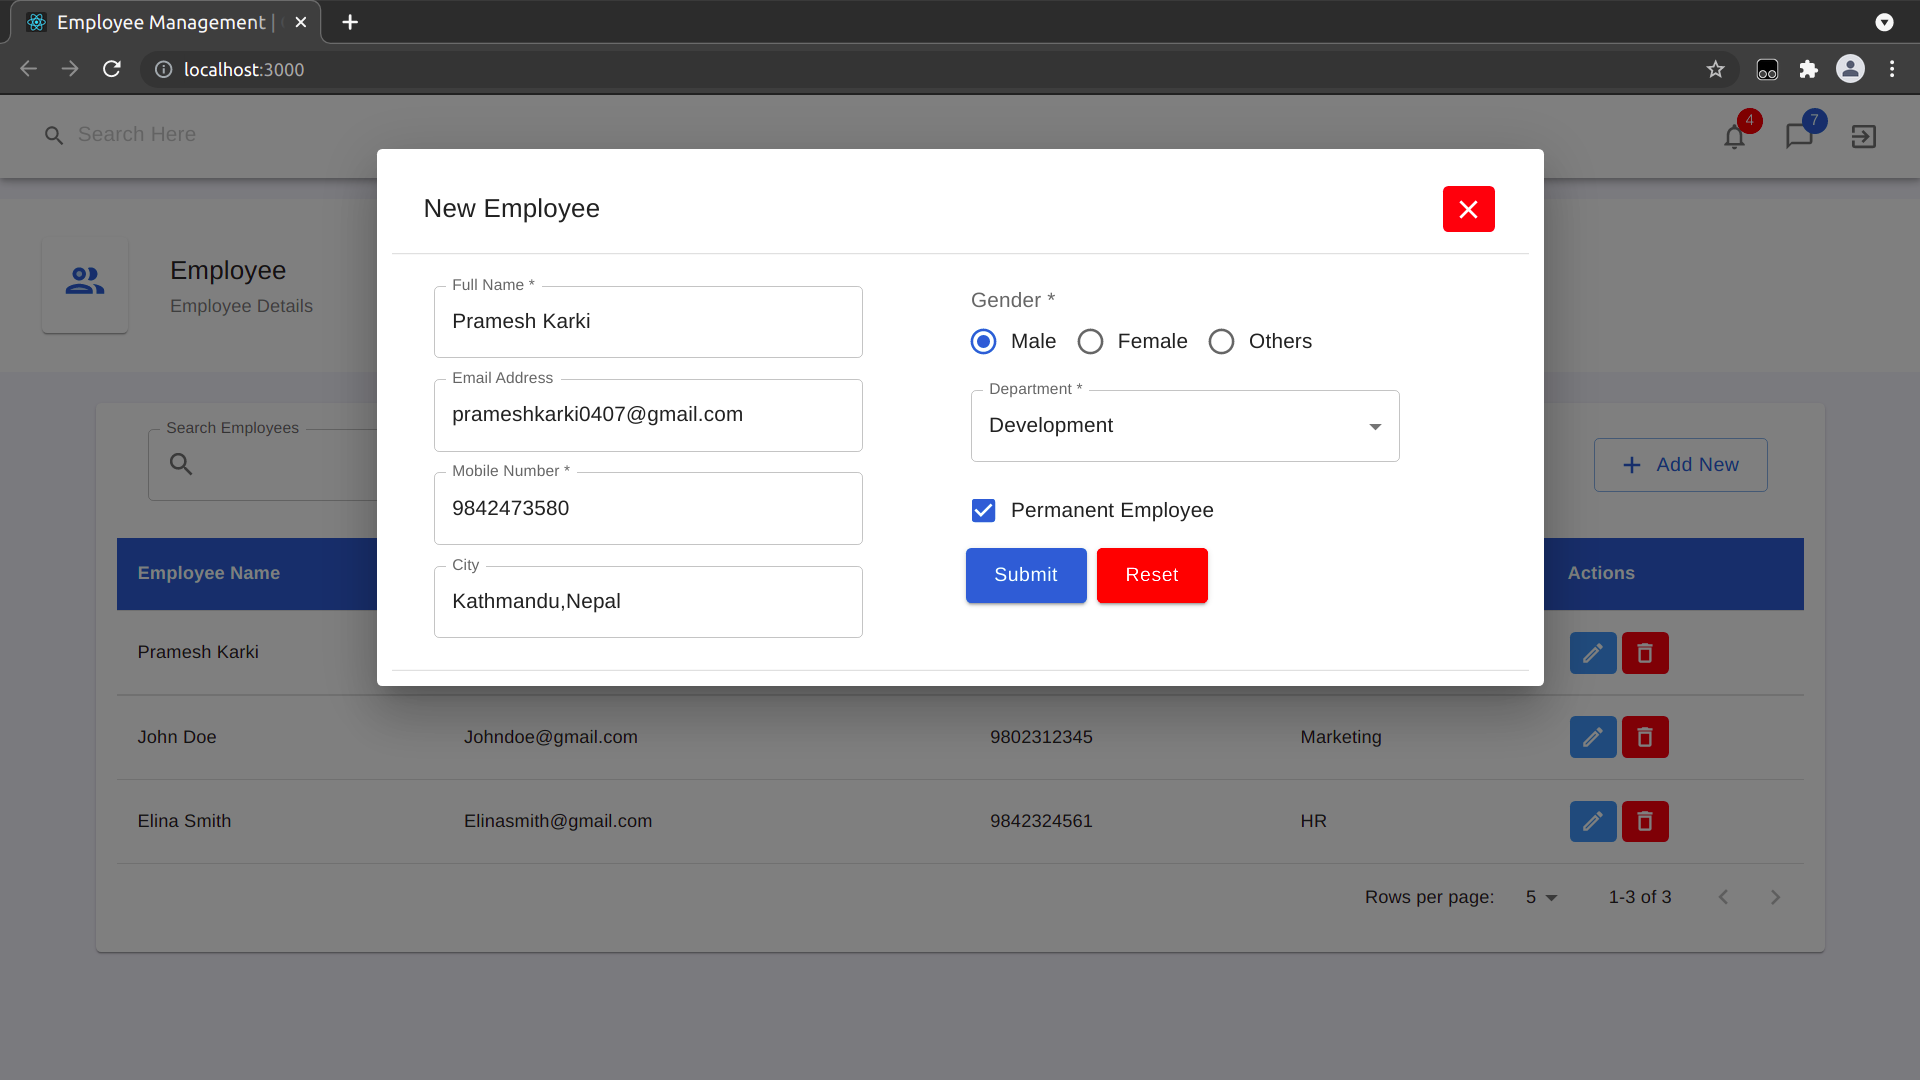 Employee Management |
localhost:3000
Search Here
4
7
New Employee
Employee
Employee Details
Full Name *
Pramesh Karki
Email Address
prameshkarki0407@gmail.com
Mobile Number *
9842473580
City
Kathmandu,Nepal
Gender *
Male Female Others
Department *
Development
Permanent Employee
Submit Reset
Search Employees
Add New
Employee Name Actions
Pramesh Karki
John Doe Johndoe@gmail.com 9802312345 Marketing
Elina Smith Elinasmith@gmail.com 9842324561 HR
Rows per page: 5 1-3 of 3